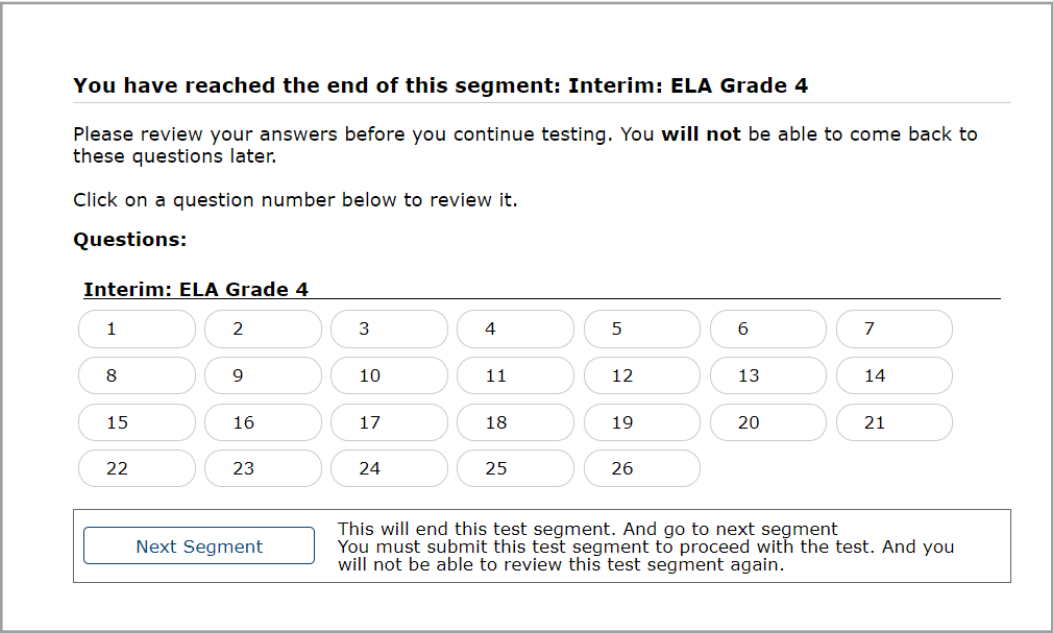 You have reached the end of this segment: Interim: ELA Grade 4
Please review your answers before you continue testing. You will not be able to come back to
these questions later.
Click on a question number below to review it.
Questions:
Interim: ELA Grade 4
1 2 3 4 5 6 7
8 9 10 11 12 13 14
15 16 17 18 19 20 21
22 23 24 25 26
Next Segment
This will end this test segment. And go to next segment
You must submit this test segment to proceed with the test. And you
will not be able to review this test segment again.